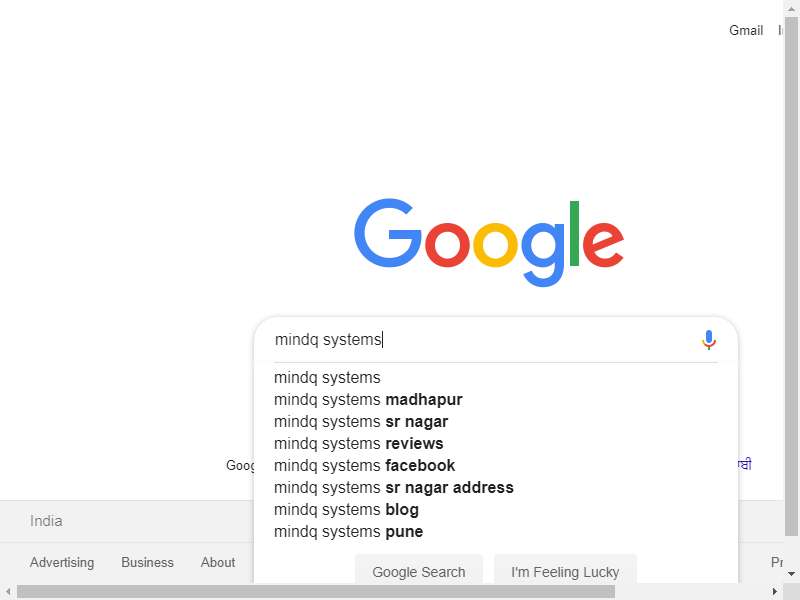 Gmail
Google
mindq systems
mindq systems
mindq systems madhapur
mindq systems sr nagar
mindq systems reviews
mindq systems facebook
mindq systems sr nagar address
mindq systems blog
mindq systems pune
India
Advertising Business About
Google Search I'm Feeling Lucky